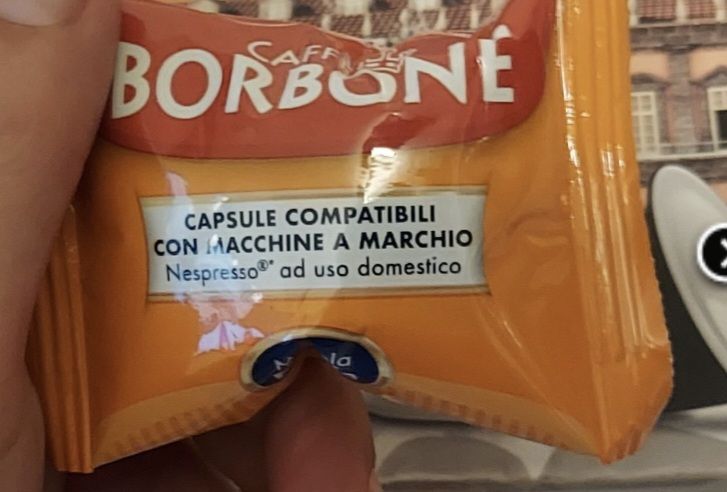 CAFFÈ
BORBONE
CAPSULE COMPATIBILI
CON MACCHINE A MARCHIO
Nespresso®* ad uso domestico